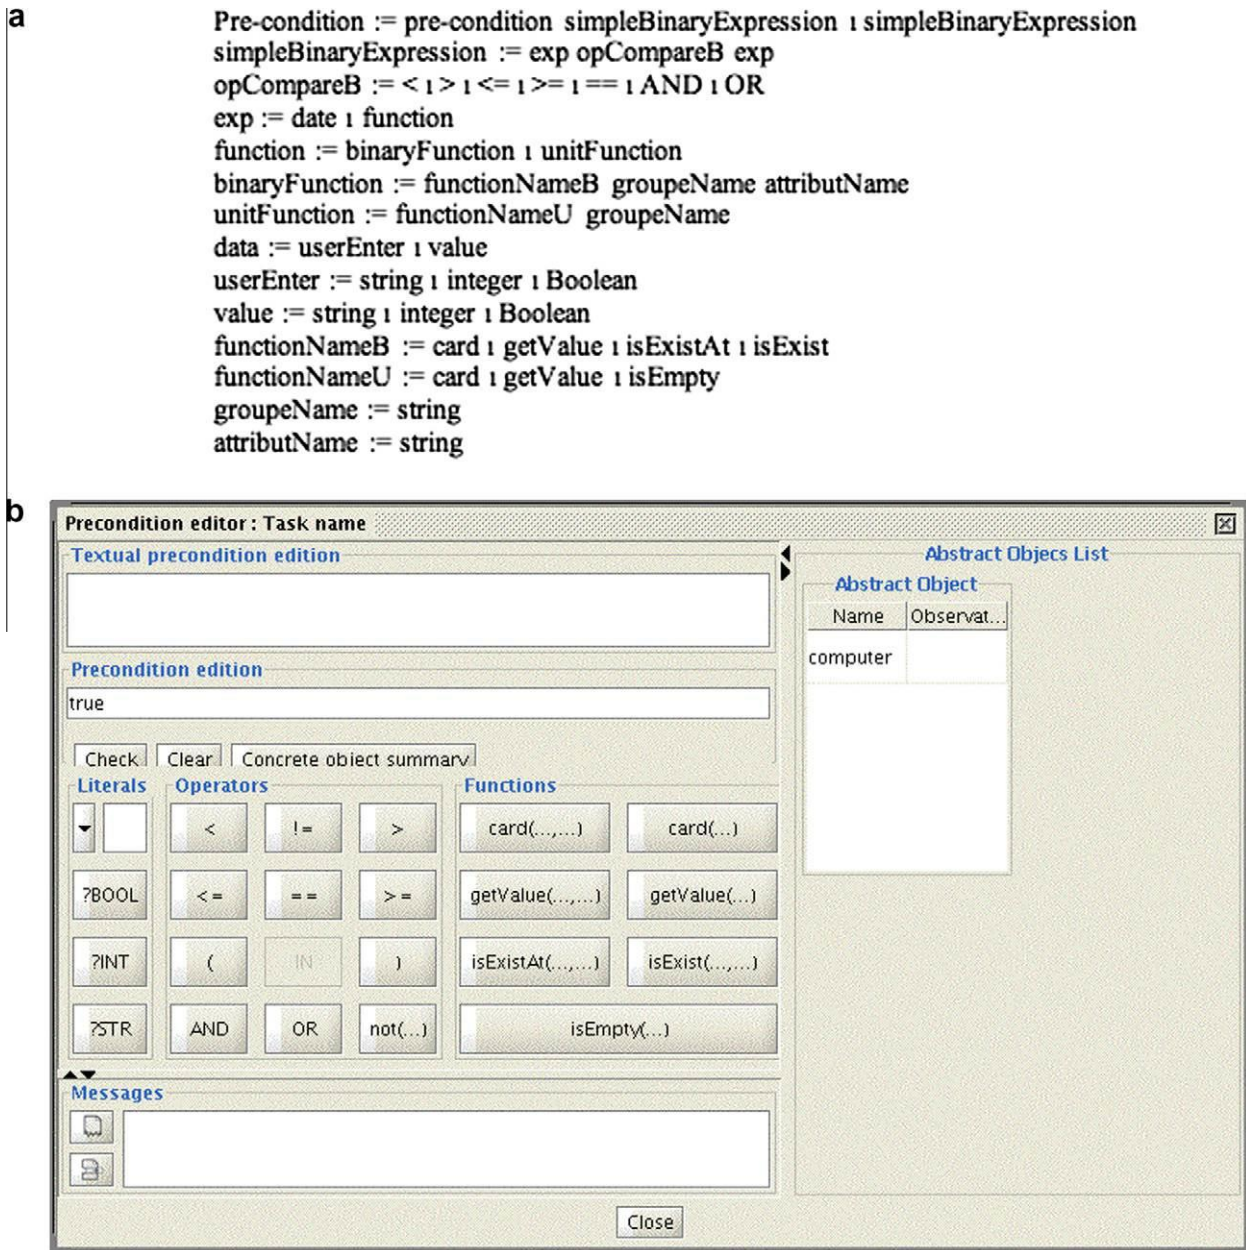 a
Pre-condition := pre-condition simpleBinaryExpression ı simpleBinaryExpression
simpleBinaryExpression := exp opCompareB exp
opCompareB := < ı > ı <= ı >= ı == ı AND ı OR
exp := date ı function
function := binaryFunction ı unitFunction
binaryFunction := functionNameB groupeName attributName
unitFunction := functionNameU groupeName
data := userEnter ı value
userEnter := string ı integer ı Boolean
value := string ı integer ı Boolean
functionNameB := card ı getValue ı isExistAt ı isExist
functionNameU := card ı getValue ı isEmpty
groupeName := string
attributName := string
b
Precondition editor : Task name
Textual precondition edition
Precondition edition
true
Check Clear Concrete object summary
Literals Operators Functions
< != > card(...,...) card(...)
?BOOL <= == >= getValue(...,...) getValue(...)
?INT ( IN ) isExistAt(...,...) isExist(...,...)
?STR AND OR not(...) isEmpty(...)
Messages
Abstract Objecs List
Abstract Object
Name Observat...
computer
Close